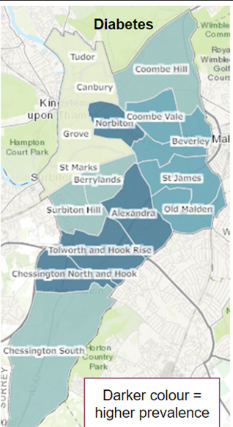 Diabetes
Tudor
Coombe Hill
Canbury
upon
Norbiton
Coombe Vale
Grove
Beverley
Hampton
Court Park
St Marks
Berrylands
St James
Surbiton Hill
Alexandra
Old Malden
Tolworth and Hook Rise
Chessington North and Hook
Chessington South
Horton
Country
Park
SURREY
Darker colour =
higher prevalence